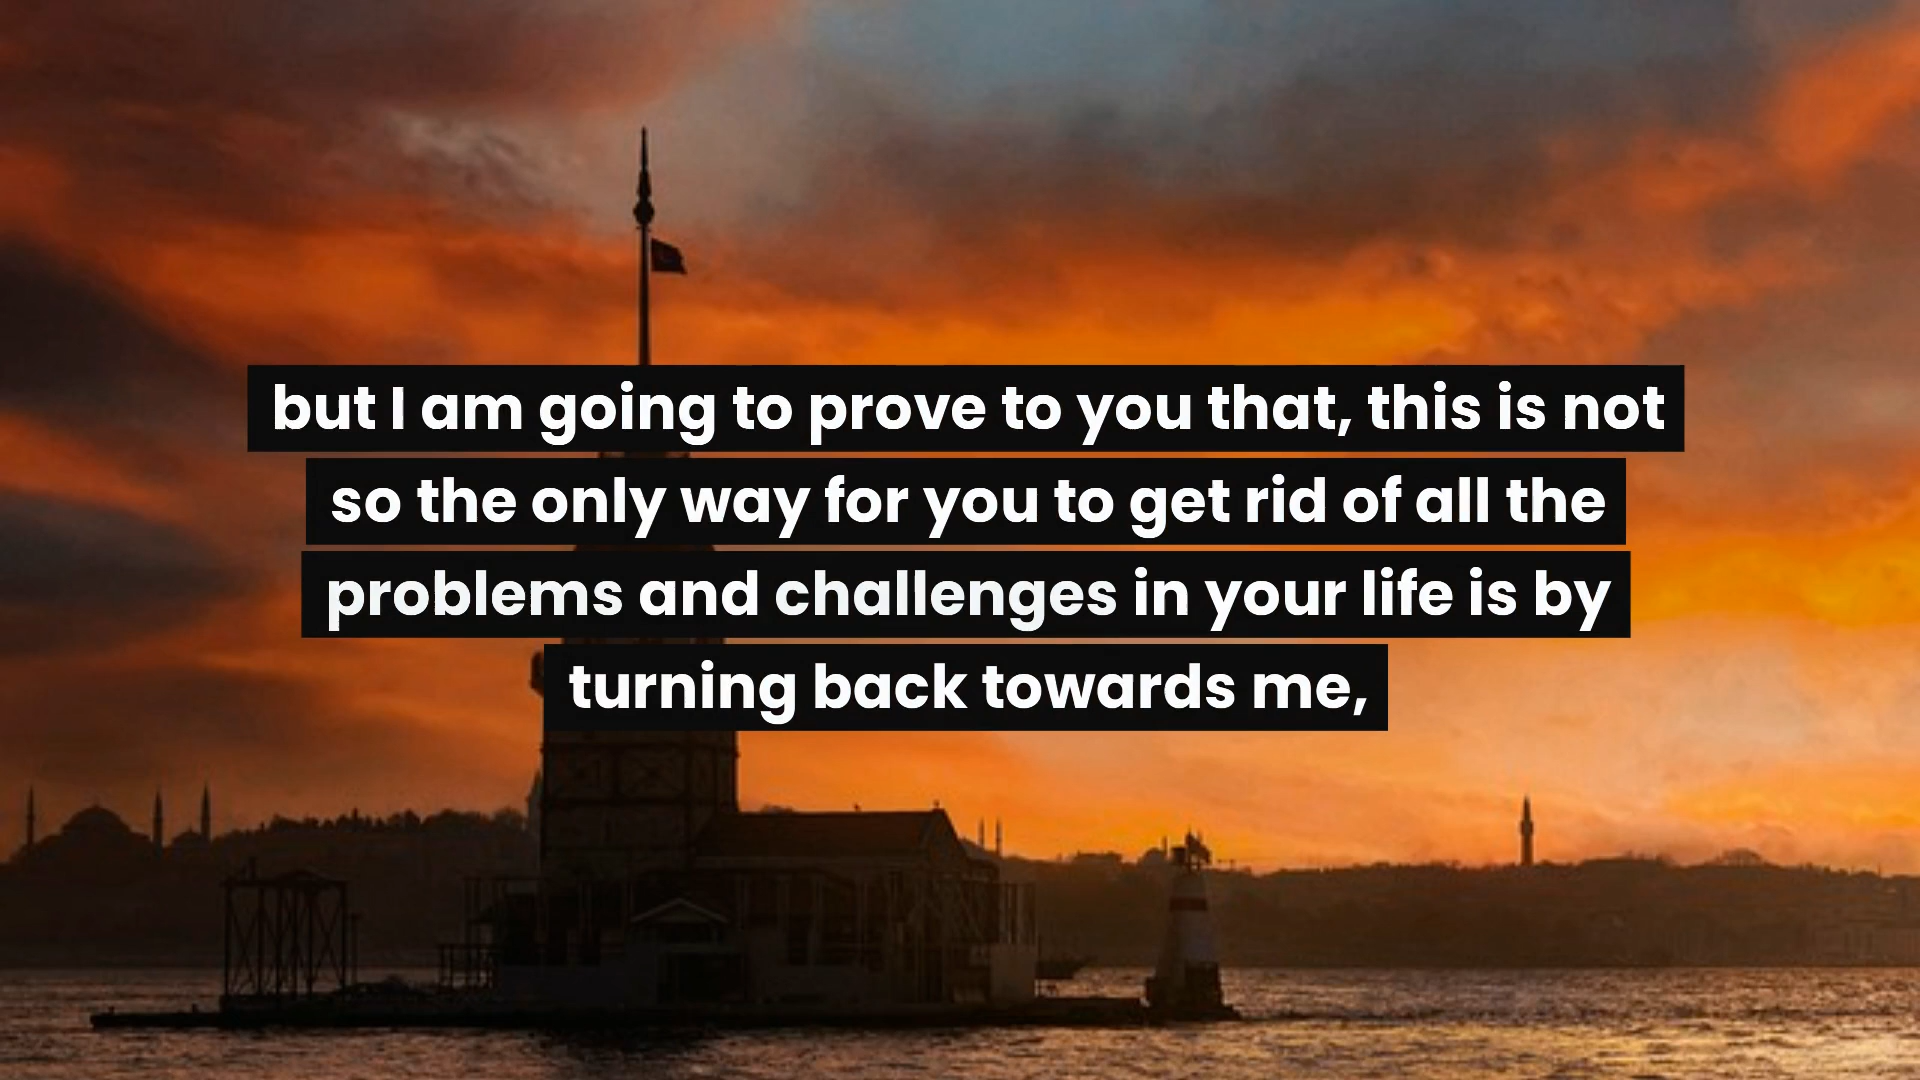 but I am going to prove to you that, this is not
so the only way for you to get rid of all the
problems and challenges in your life is by
turning back towards me,